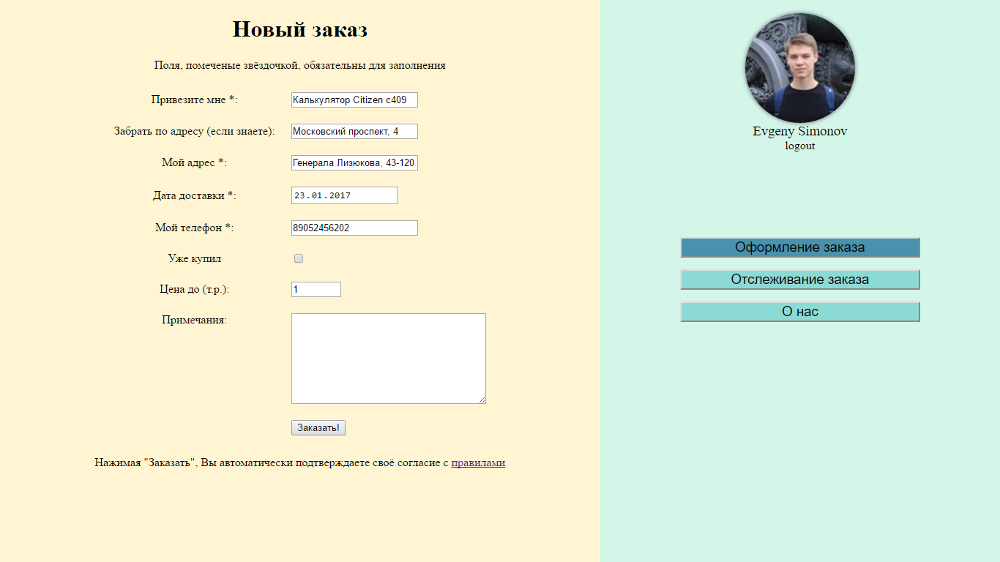 Новый заказ
Поля, помеченые звёздочкой, обязательны для заполнения
Привезите мне *: Калькулятор Citizen c409
Забрать по адресу (если знаете): Московский проспект, 4
Мой адрес *: Генерала Лизюкова, 43-120
Дата доставки *: 23.01.2017
Мой телефон *: 89052456202
Уже купил
Цена до (т.р.): 1
Примечания:
Заказать!
Нажимая "Заказать", Вы автоматически подтверждаете своё согласие с правилами
Evgeny Simonov
logout
Оформление заказа
Отслеживание заказа
О нас